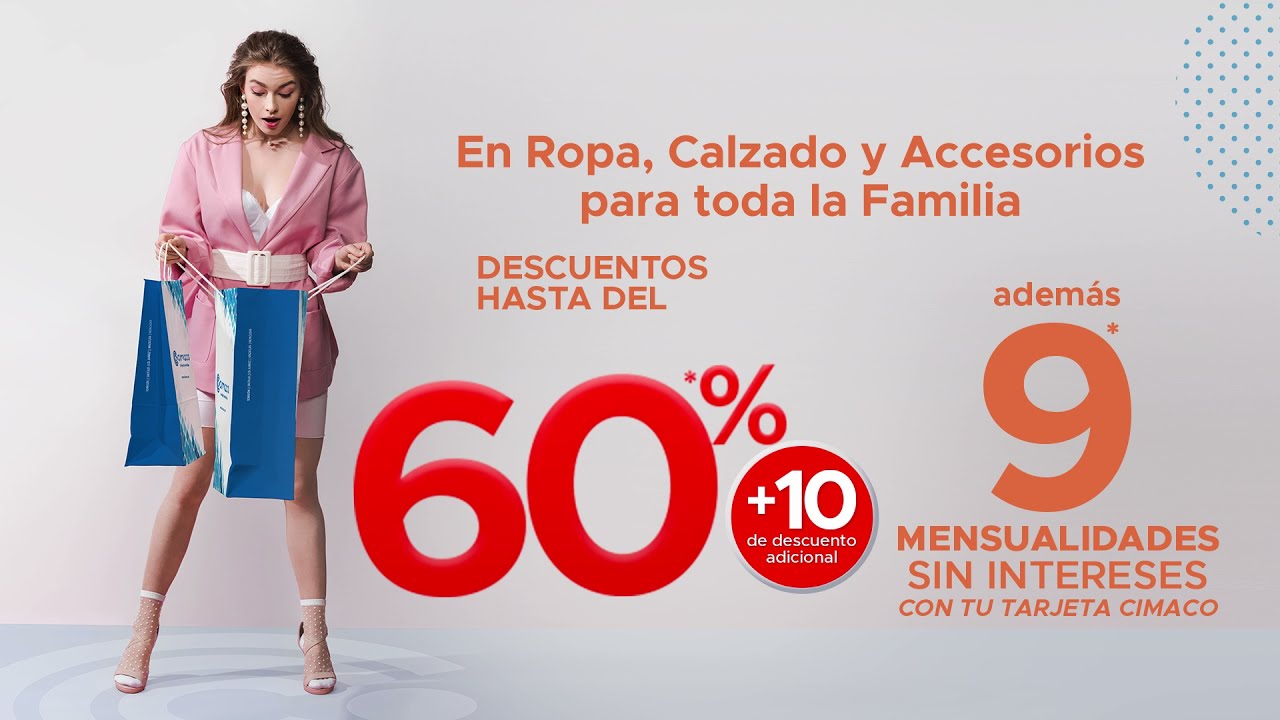 En Ropa, Calzado y Accesorios
para toda la Familia
DESCUENTOS
HASTA DEL
60*%
+10
de descuento
adicional
además
9*
MENSUALIDADES
SIN INTERESES
CON TU TARJETA CIMACO